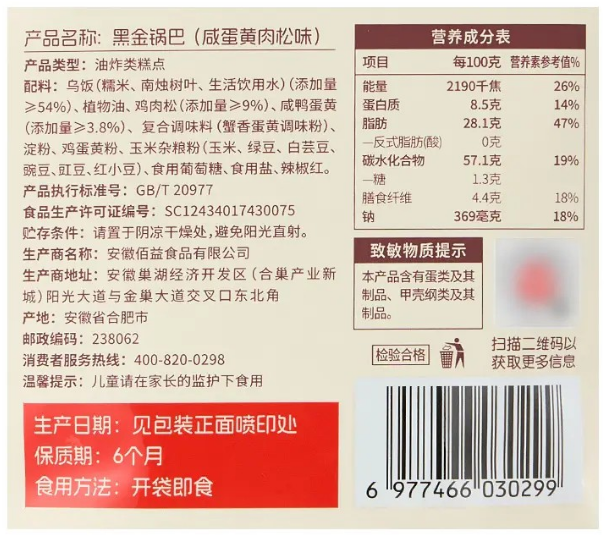 产品名称: 黑金锅巴（咸蛋黄肉松味）
产品类型：油炸类糕点
配料：乌饭(糯米、南烛树叶、生活饮用水)(添加量
≥54%)、植物油、鸡肉松(添加量≥9%)、咸鸭蛋黄
(添加量≥3.8%)、复合调味料(蟹香蛋黄调味粉)、
淀粉、鸡蛋黄粉、玉米杂粮粉(玉米、绿豆、白芸豆、
豌豆、豇豆、红小豆)、食用葡萄糖、食用盐、辣椒红。
产品执行标准号：GB/T 20977
食品生产许可证编号：SC12434017430075
贮存条件：请置于阴凉干燥处,避免阳光直射。
生产商名称：安徽佰益食品有限公司
生产商地址：安徽巢湖经济开发区(合巢产业新
城)阳光大道与金巢大道交叉口东北角
产地：安徽省合肥市
邮政编码：238062
消费者服务热线：400-820-0298
温馨提示：儿童请在家长的监护下食用
生产日期：见包装正面喷印处
保质期：6个月
食用方法：开袋即食
营养成分表
项目 每100克 营养素参考值%
能量 2190千焦 26%
蛋白质 8.5克 14%
脂肪 28.1克 47%
—反式脂肪(酸) 0克
碳水化合物 57.1克 19%
—糖 1.3克
膳食纤维 4.4克 18%
钠 369毫克 18%
致敏物质提示
本产品含有蛋类及其
制品、甲壳纲类及其
制品。
检验合格
扫描二维码以
获取更多信息
6 977466 030299